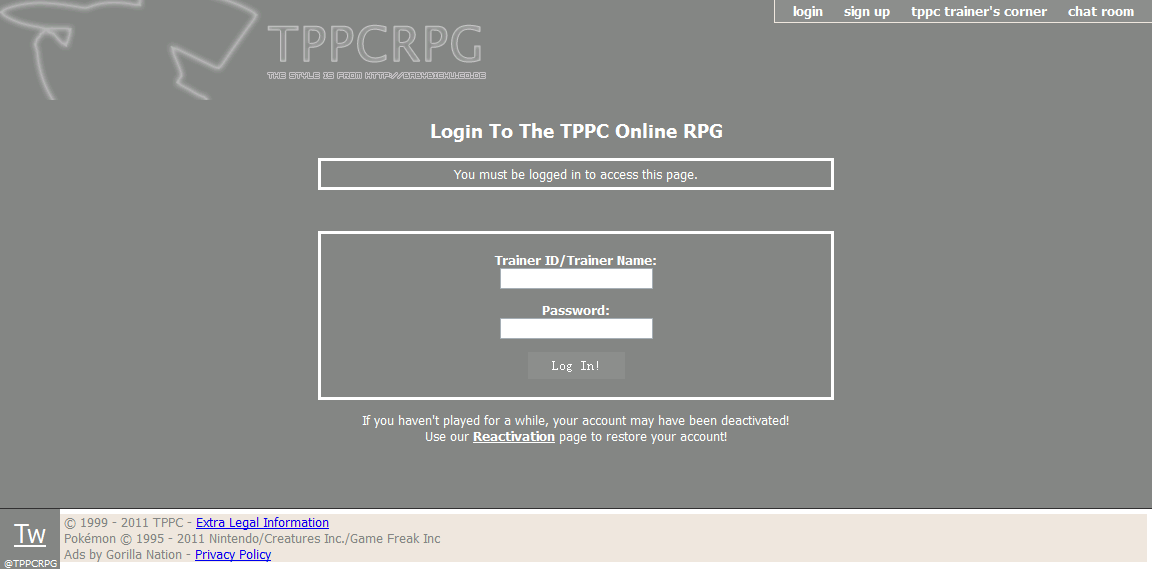 login sign up tppc trainer's corner chat room
TPPCRPG
THE STYLE IS FROM HTTP://BABYBICHU.CO.DE
Login To The TPPC Online RPG
You must be logged in to access this page.
Trainer ID/Trainer Name:
Password:
Log In!
If you haven't played for a while, your account may have been deactivated!
Use our Reactivation page to restore your account!
Tw
@TPPCRPG
© 1999 - 2011 TPPC - Extra Legal Information
Pokémon © 1995 - 2011 Nintendo/Creatures Inc./Game Freak Inc
Ads by Gorilla Nation - Privacy Policy